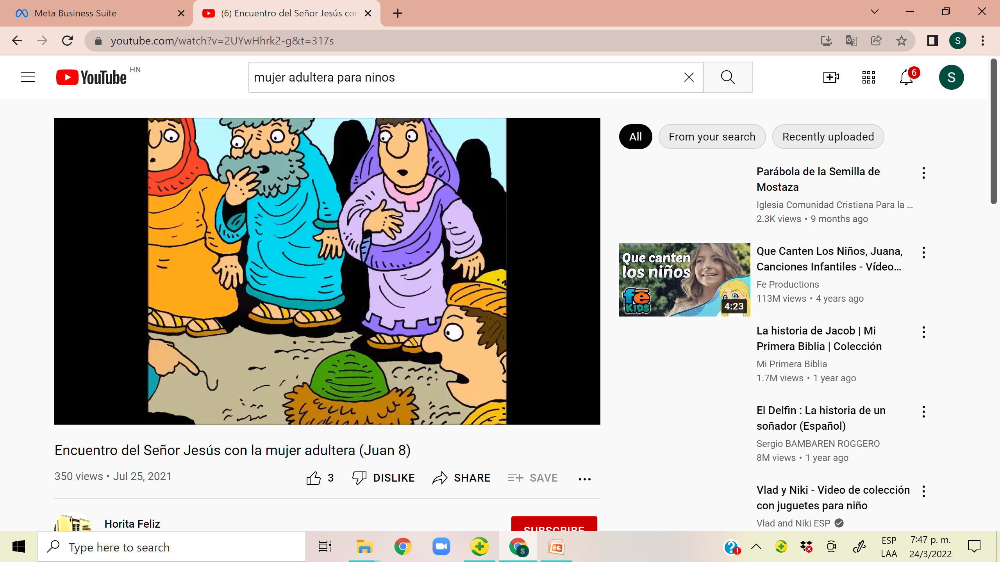 Meta Business Suite
(6) Encuentro del Señor Jesús cor
youtube.com/watch?v=2UYwHhrk2-g&t=317s
S
YouTube HN
mujer adultera para ninos
6
S
All
From your search
Recently uploaded
Parábola de la Semilla de
Mostaza
Iglesia Comunidad Cristiana Para la ...
2.3K views • 9 months ago
Que canten
los niños
fe
KIDS
4:23
Que Canten Los Niños, Juana,
Canciones Infantiles - Vídeo...
Fe Productions
113M views • 4 years ago
La historia de Jacob | Mi
Primera Biblia | Colección
Mi Primera Biblia
1.7M views • 1 year ago
El Delfin : La historia de un
soñador (Español)
Sergio BAMBAREN ROGGERO
8M views • 1 year ago
Vlad y Niki - Video de colección
con juguetes para niño
Vlad and Niki ESP
Encuentro del Señor Jesús con la mujer adultera (Juan 8)
350 views • Jul 25, 2021
3
DISLIKE
SHARE
SAVE
Horita Feliz
SUBSCRIBE
Type here to search
S
ESP
LAA
7:47 p. m.
24/3/2022